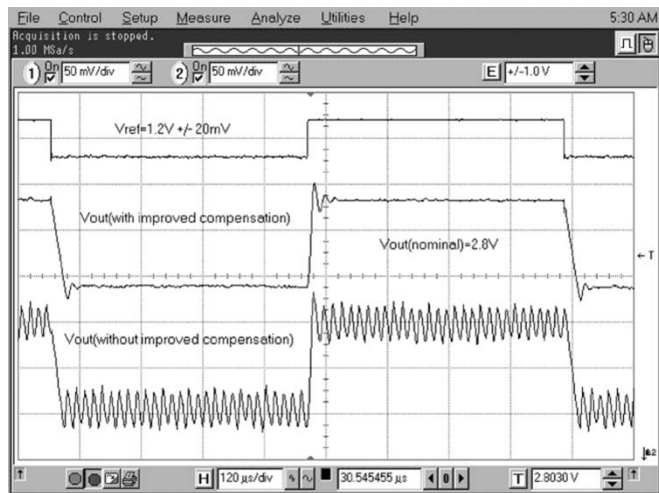 File Control Setup Measure Analyze Utilities Help 5:30 AM
Acquisition is stopped.
1.00 MSa/s
1 On 50 mV/div 2 On 50 mV/div E +/-1.0 V
Vref=1.2V +/- 20mV
Vout(with improved compensation)
Vout(nominal)=2.8V
T
Vout(without improved compensation)
H 120 µs/div 30.545455 µs 0 T 2.8030 V